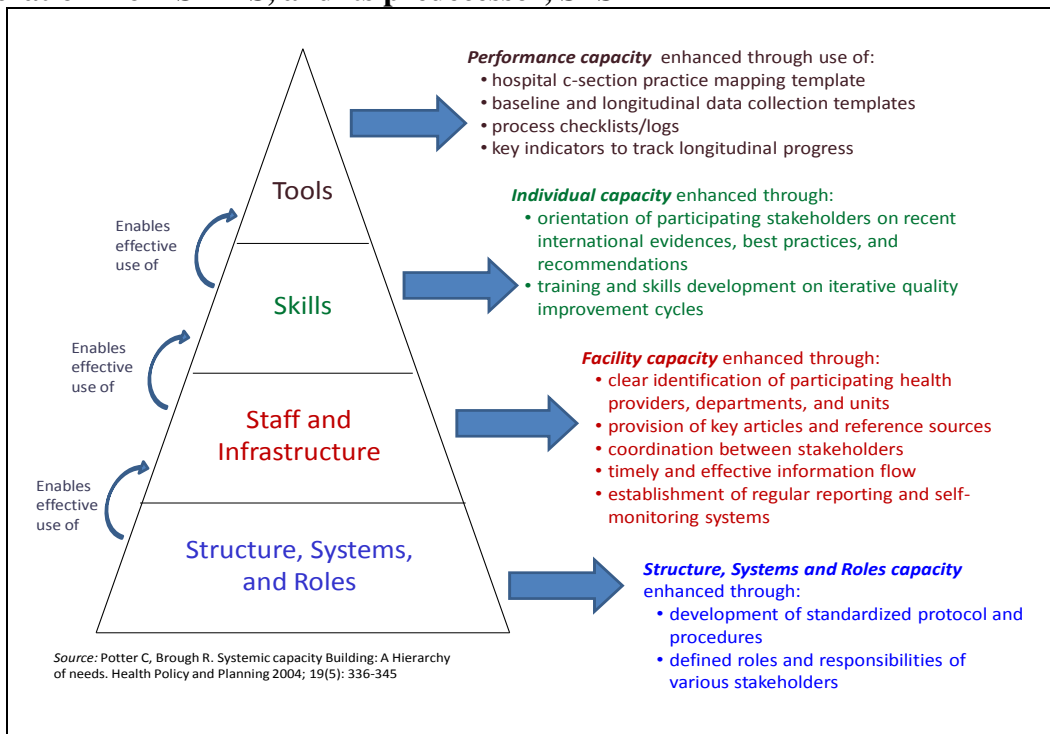 Performance capacity enhanced through use of:
• hospital c-section practice mapping template
• baseline and longitudinal data collection templates
• process checklists/logs
• key indicators to track longitudinal progress
Tools
Individual capacity enhanced through:
• orientation of participating stakeholders on recent
international evidences, best practices, and
recommendations
• training and skills development on iterative quality
improvement cycles
Enables
effective
use of
Skills
Facility capacity enhanced through:
• clear identification of participating health
providers, departments, and units
• provision of key articles and reference sources
• coordination between stakeholders
• timely and effective information flow
• establishment of regular reporting and self-
monitoring systems
Enables
effective
use of
Staff and
Infrastructure
Enables
effective
use of
Structure, Systems,
and Roles
Structure, Systems and Roles capacity
enhanced through:
• development of standardized protocol and
procedures
• defined roles and responsibilities of
various stakeholders
Source: Potter C, Brough R. Systemic capacity Building: A Hierarchy
of needs. Health Policy and Planning 2004; 19(5): 336-345